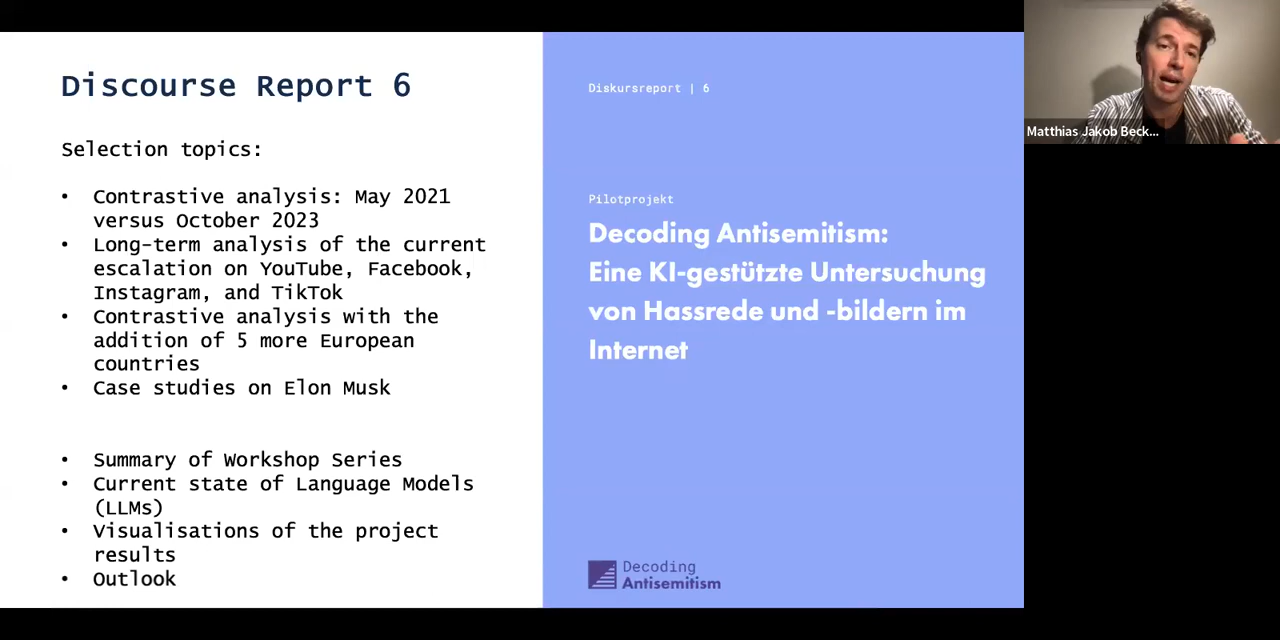 Discourse Report 6
Selection topics:
• Contrastive analysis: May 2021
versus October 2023
• Long-term analysis of the current
escalation on YouTube, Facebook,
Instagram, and TikTok
• Contrastive analysis with the
addition of 5 more European
countries
• Case studies on Elon Musk
• Summary of Workshop Series
• Current state of Language Models
(LLMs)
• Visualisations of the project
results
• Outlook
Diskursreport | 6
Pilotprojekt
Decoding Antisemitism:
Eine KI-gestützte Untersuchung
von Hassrede und -bildern im
Internet
Decoding
Antisemitism
Matthias Jakob Beck...